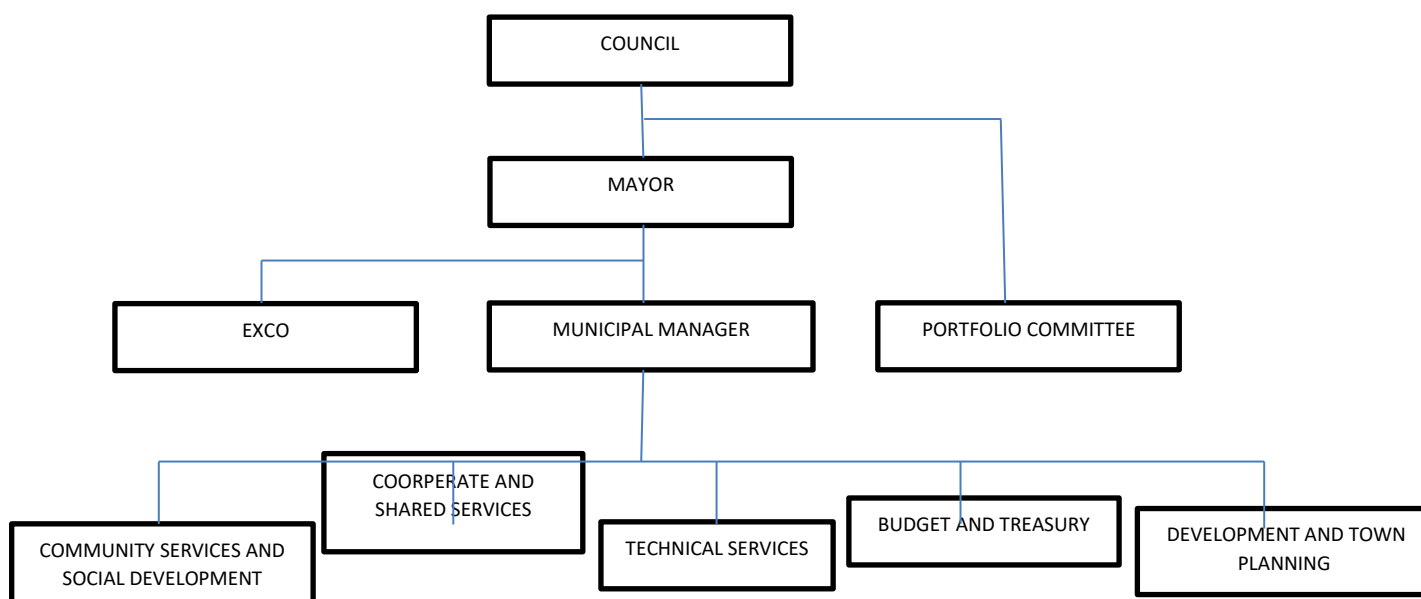 COUNCIL
MAYOR
EXCO
MUNICIPAL MANAGER
PORTFOLIO COMMITTEE
COMMUNITY SERVICES AND
SOCIAL DEVELOPMENT
COORPERATE AND
SHARED SERVICES
TECHNICAL SERVICES
BUDGET AND TREASURY
DEVELOPMENT AND TOWN
PLANNING